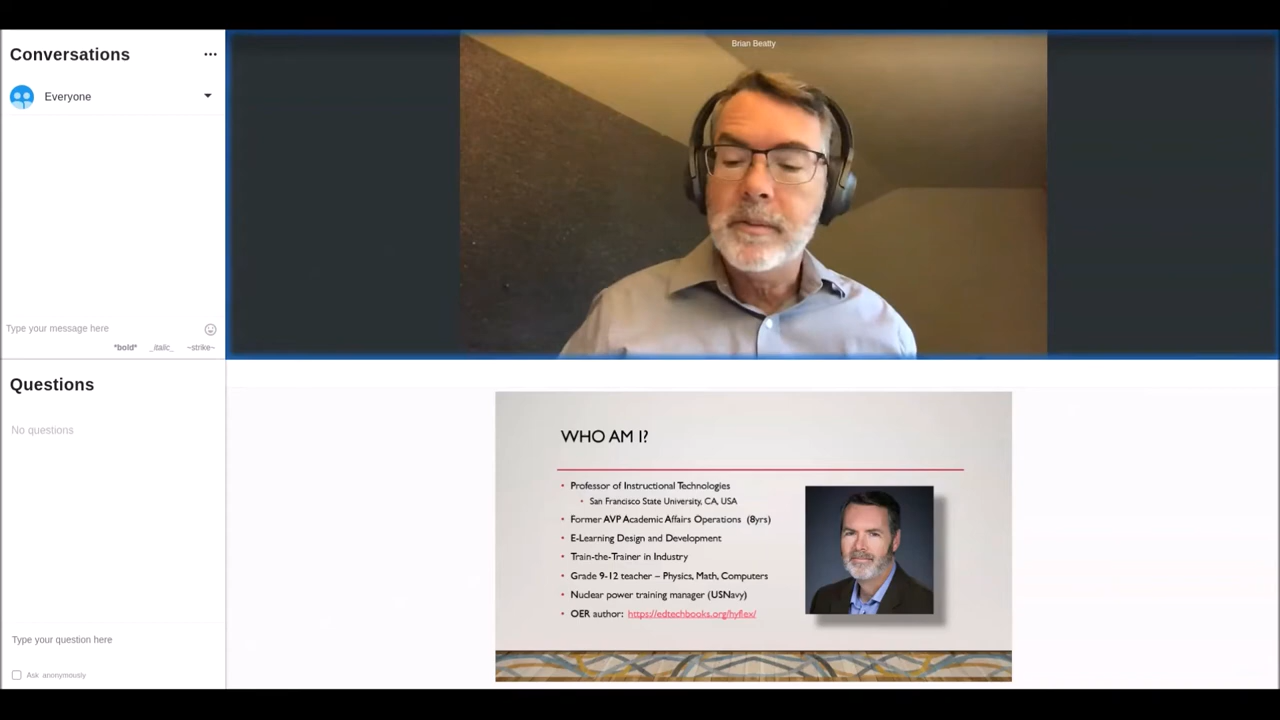 Conversations
Everyone
Type your message here
*bold* _italic_ ~strike~
Questions
No questions
Type your question here
Ask anonymously
Brian Beatty
WHO AM I?
• Professor of Instructional Technologies
• San Francisco State University, CA, USA
• Former AVP Academic Affairs Operations (8yrs)
• E-Learning Design and Development
• Train-the-Trainer in Industry
• Grade 9-12 teacher – Physics, Math, Computers
• Nuclear power training manager (USNavy)
• OER author: https://edtechbooks.org/hyflex/